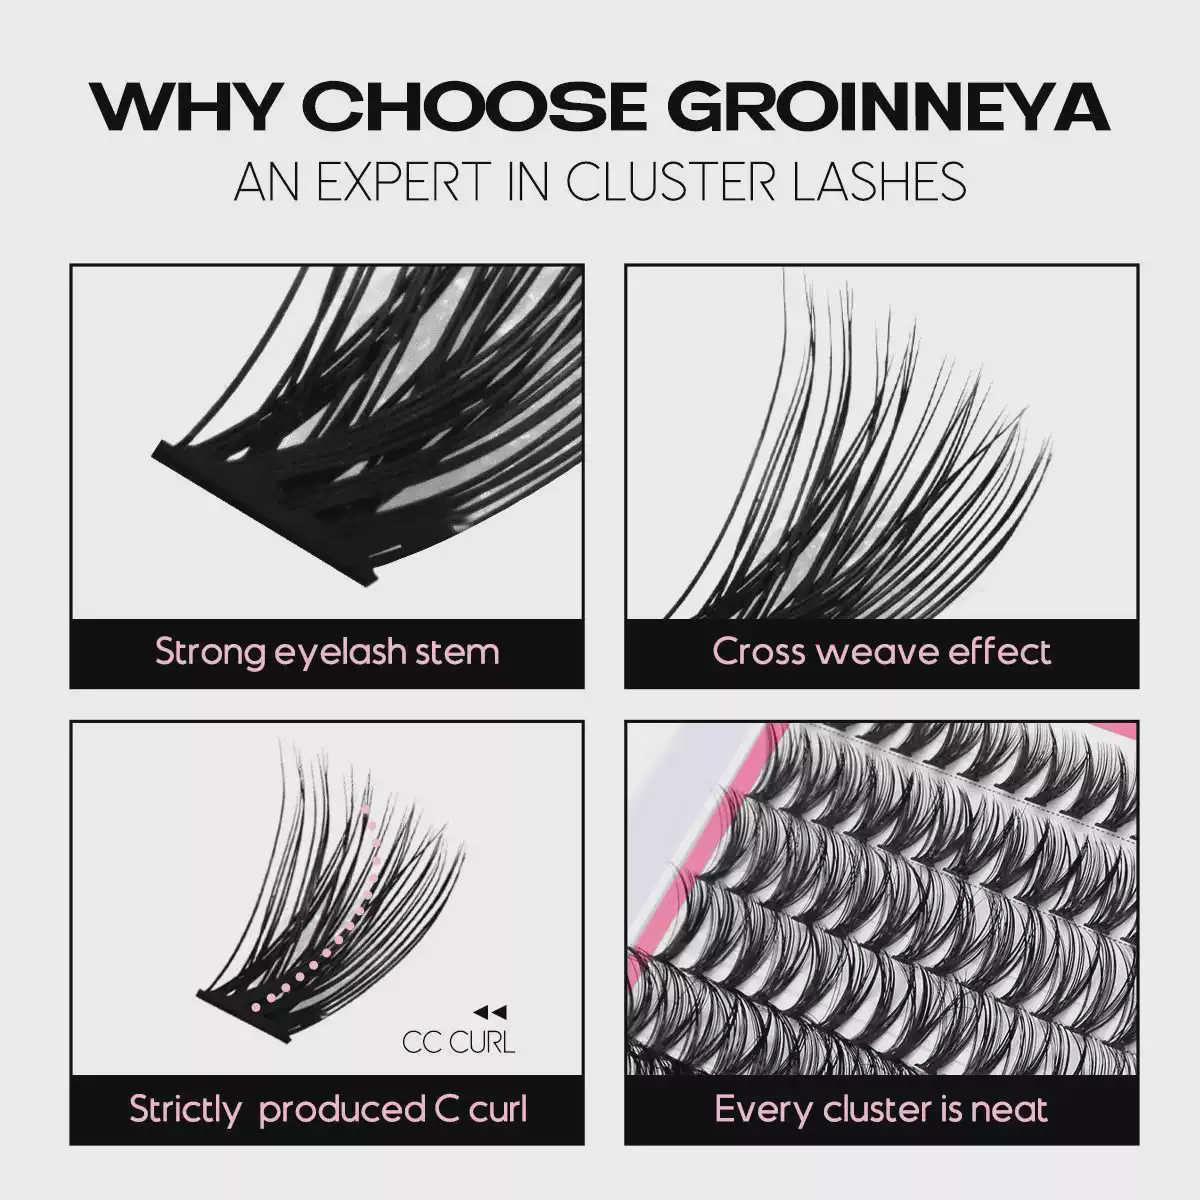 WHY CHOOSE GROINNEYA
AN EXPERT IN CLUSTER LASHES
Strong eyelash stem
Cross weave effect
CC CURL
Strictly produced C curl
Every cluster is neat